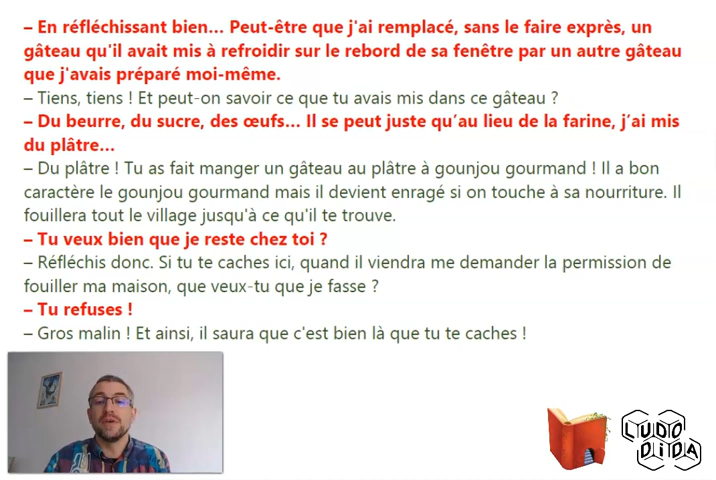 – En réfléchissant bien... Peut-être que j'ai remplacé, sans le faire exprès, un
gâteau qu'il avait mis à refroidir sur le rebord de sa fenêtre par un autre gâteau
que j'avais préparé moi-même.
– Tiens, tiens ! Et peut-on savoir ce que tu avais mis dans ce gâteau ?
– Du beurre, du sucre, des œufs... Il se peut juste qu’au lieu de la farine, j’ai mis
du plâtre...
– Du plâtre ! Tu as fait manger un gâteau au plâtre à gounjou gourmand ! Il a bon
caractère le gounjou gourmand mais il devient enragé si on touche à sa nourriture. Il
fouillera tout le village jusqu'à ce qu'il te trouve.
– Tu veux bien que je reste chez toi ?
– Réfléchis donc. Si tu te caches ici, quand il viendra me demander la permission de
fouiller ma maison, que veux-tu que je fasse ?
– Tu refuses !
– Gros malin ! Et ainsi, il saura que c'est bien là que tu te caches !
LUDO
DiDA